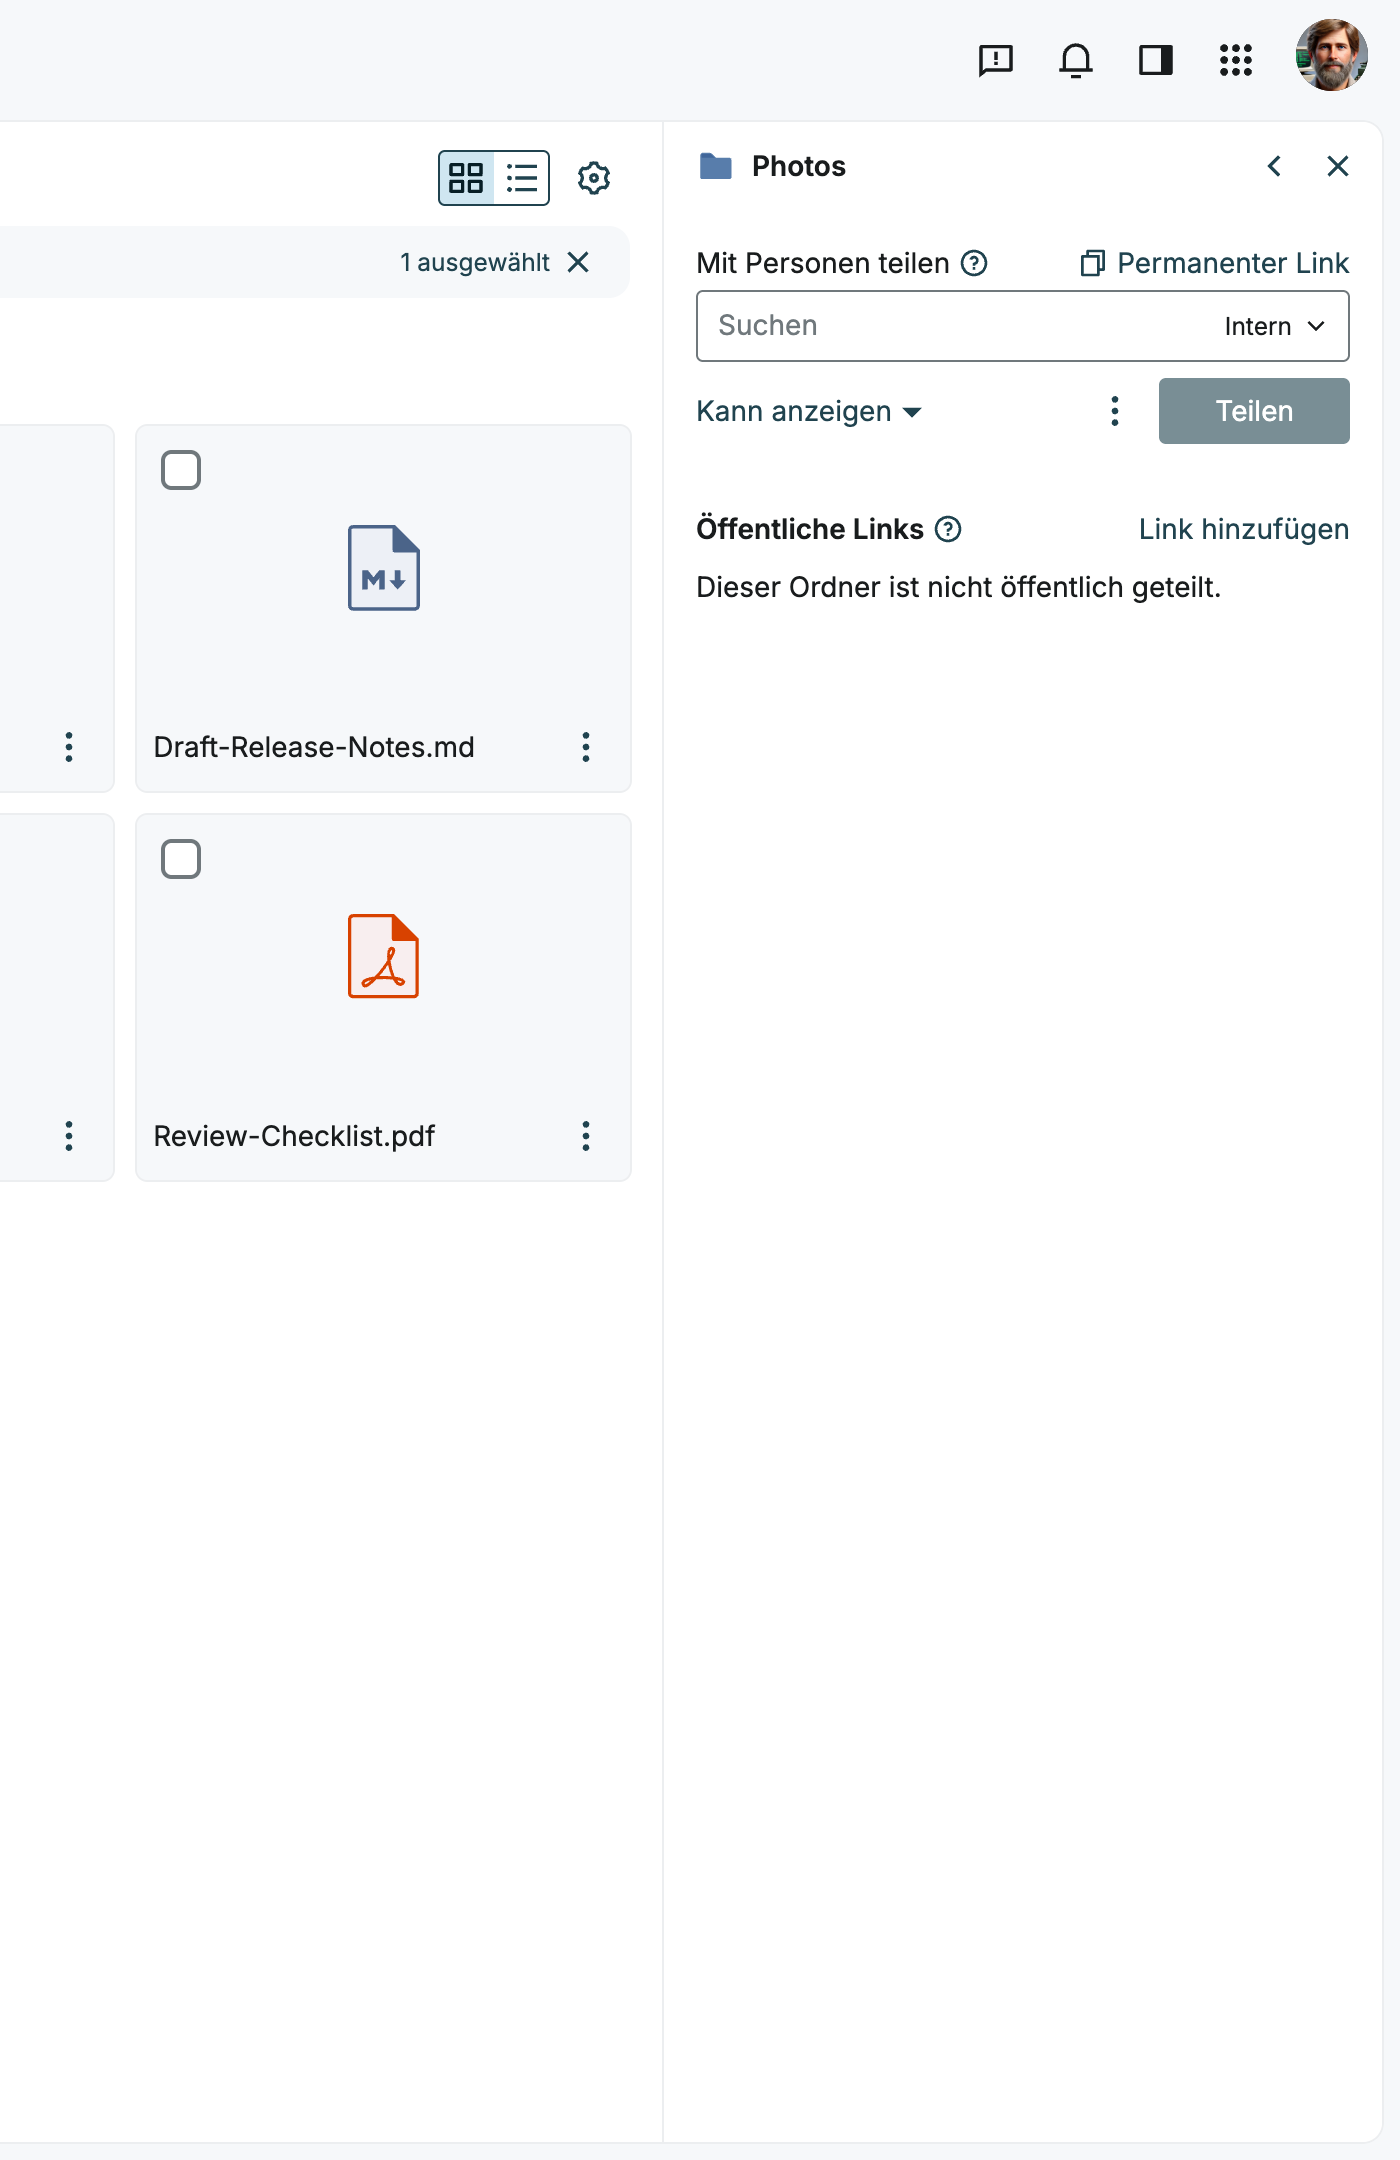 Photos
1 ausgewählt
Mit Personen teilen
Permanenter Link
Suchen
Intern
Kann anzeigen
Teilen
Öffentliche Links
Link hinzufügen
Dieser Ordner ist nicht öffentlich geteilt.
M
Draft-Release-Notes.md
Review-Checklist.pdf